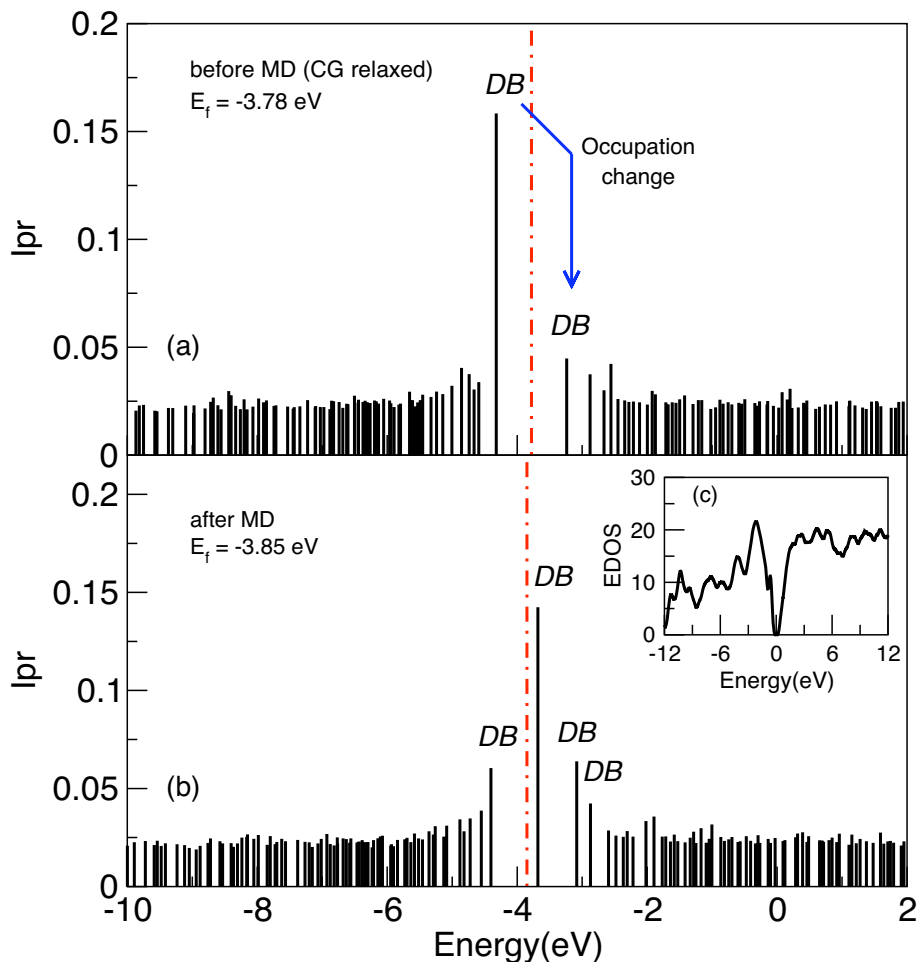 0.2
before MD (CG relaxed)
E_f = -3.78 eV
DB
0.15
Occupation
change
0.1
Ipr
DB
0.05
(a)
0
0.2
after MD
E_f = -3.85 eV
0.15
DB
0.1
Ipr
DB
DB
DB
0.05
(b)
0
-10
-8
-6
-4
-2
0
2
Energy(eV)
30
(c)
20
EDOS
10
0
-12
-6
0
6
12
Energy(eV)